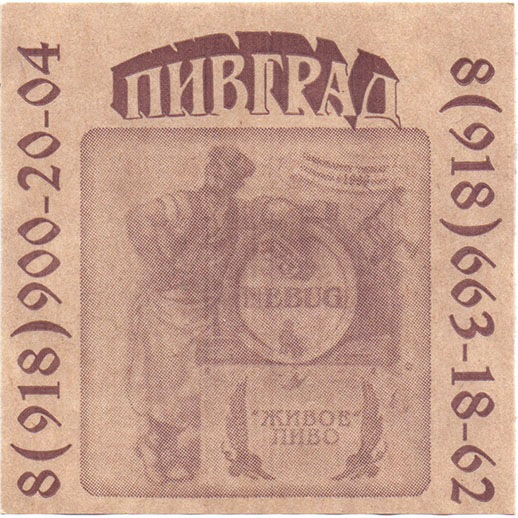 ПИВГРАД
8(918)900-20-04
8(918)663-18-62
NEBUG
"ЖИВОЕ"
ПИВО